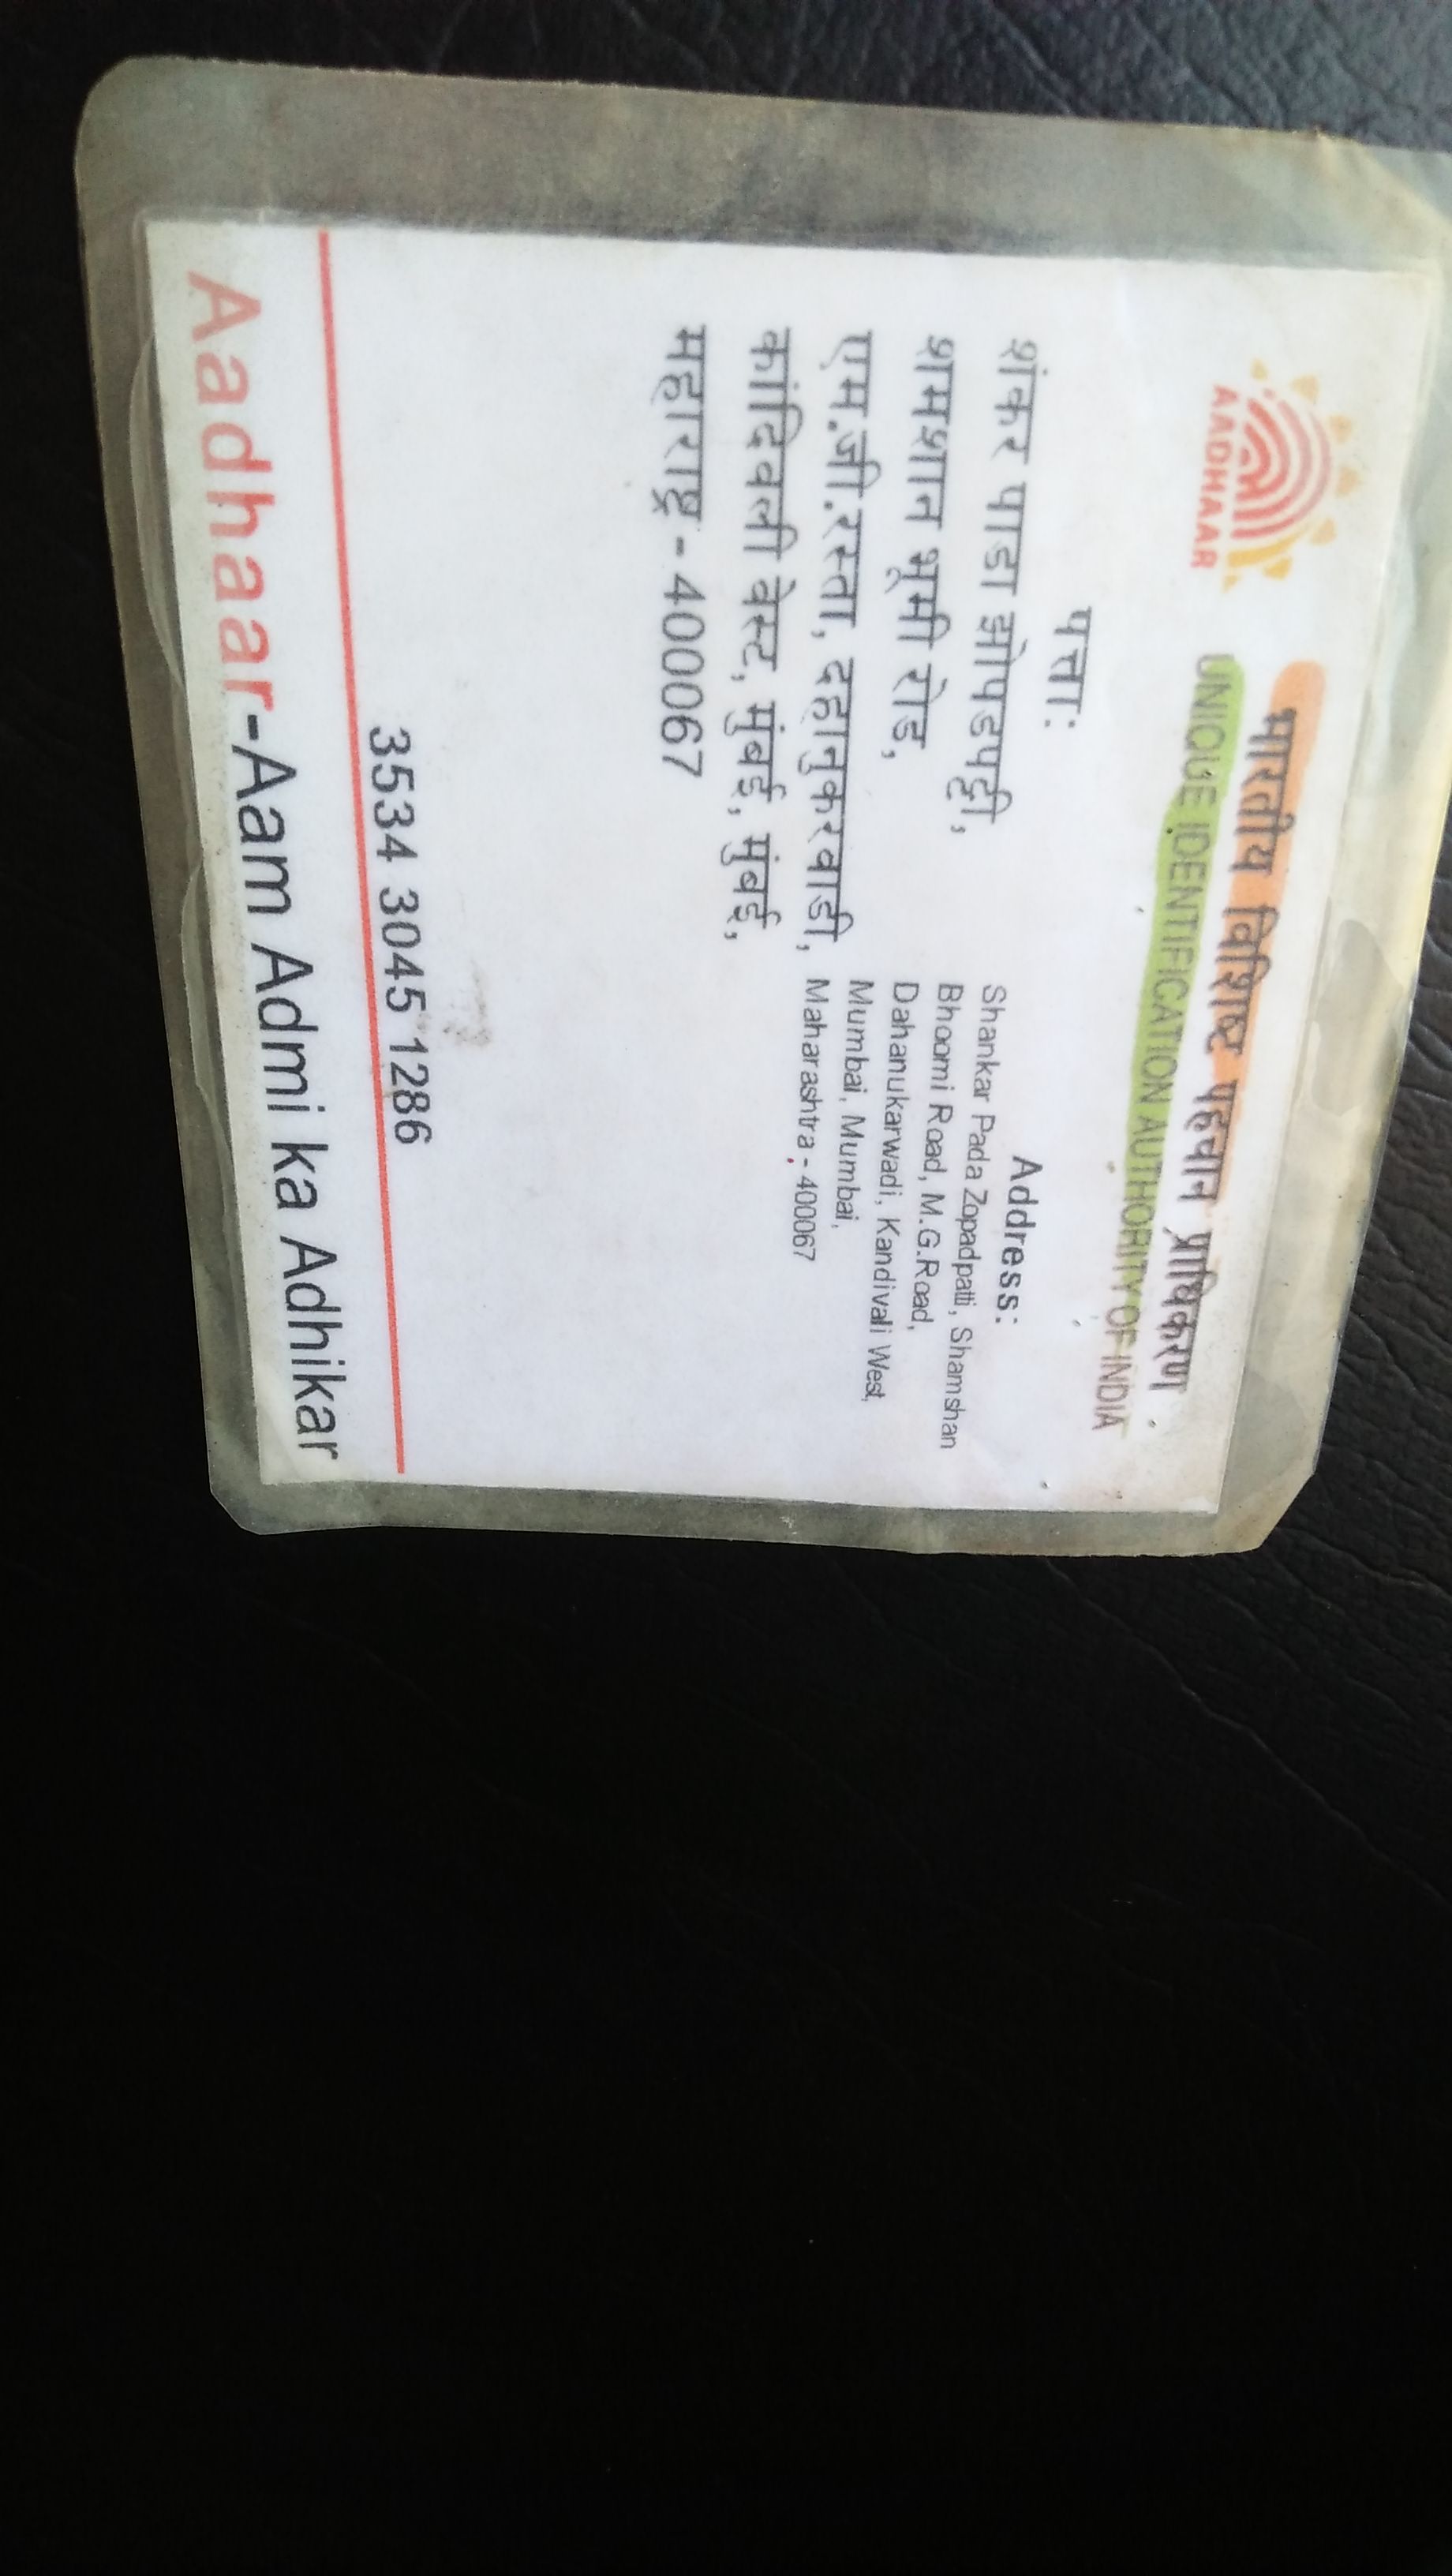 भारतीय विशिष्ट पहचान प्राधिकरण
UNIQUE IDENTIFICATION AUTHORITY OF INDIA
AADHAAR
पत्ता:
शंकर पाडा झोपडपट्टी,
शमशान भूमी रोड,
एम.जी.रस्ता, दहानुकरवाडी,
कांदिवली वेस्ट, मुंबई, मुंबई,
महाराष्ट्र - 400067
Address:
Shankar Pada Zopadpatti, Shamshan
Bhoomi Road, M.G.Road,
Dahanukarwadi, Kandivali West,
Mumbai, Mumbai,
Maharashtra - 400067
3534 3045 1286
Aadhaar-Aam Admi ka Adhikar